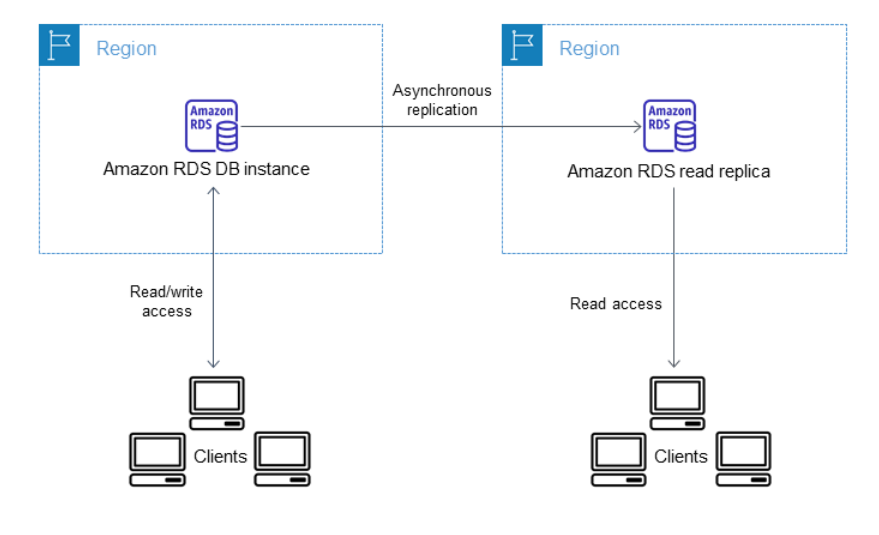 Region
Region
Asynchronous
replication
Amazon
RDS
Amazon
RDS
Amazon RDS DB instance
Amazon RDS read replica
Read/write
access
Read access
Clients
Clients